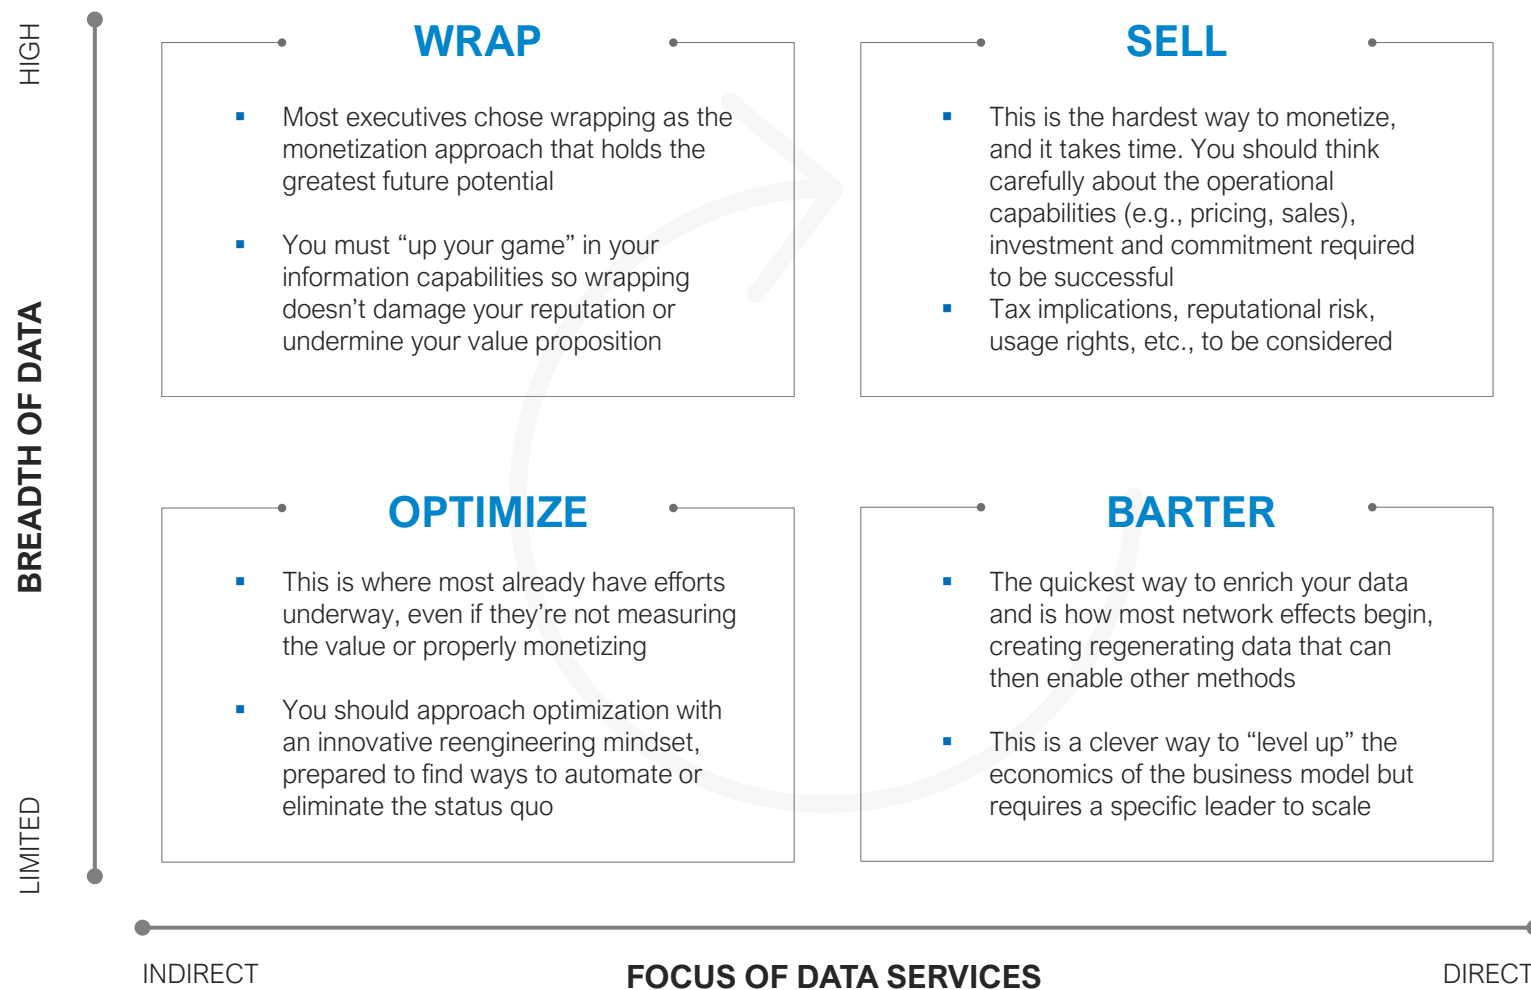 HIGH
BREADTH OF DATA
LIMITED
WRAP
▪ Most executives chose wrapping as the
monetization approach that holds the
greatest future potential
▪ You must “up your game” in your
information capabilities so wrapping
doesn’t damage your reputation or
undermine your value proposition
SELL
▪ This is the hardest way to monetize,
and it takes time. You should think
carefully about the operational
capabilities (e.g., pricing, sales),
investment and commitment required
to be successful
▪ Tax implications, reputational risk,
usage rights, etc., to be considered
OPTIMIZE
▪ This is where most already have efforts
underway, even if they’re not measuring
the value or properly monetizing
▪ You should approach optimization with
an innovative reengineering mindset,
prepared to find ways to automate or
eliminate the status quo
BARTER
▪ The quickest way to enrich your data
and is how most network effects begin,
creating regenerating data that can
then enable other methods
▪ This is a clever way to “level up” the
economics of the business model but
requires a specific leader to scale
INDIRECT
FOCUS OF DATA SERVICES
DIRECT